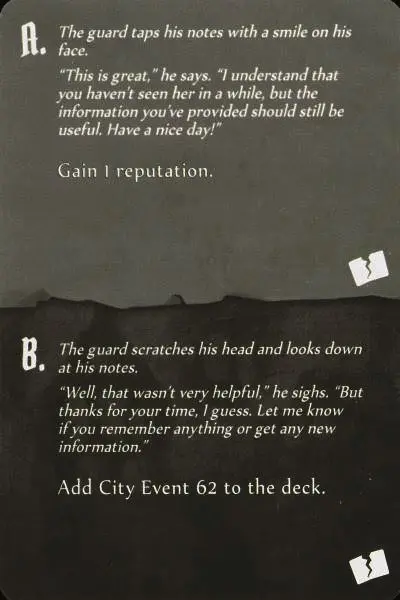 A. The guard taps his notes with a smile on his
face.
“This is great,” he says. “I understand that
you haven’t seen her in a while, but the
information you’ve provided should still be
useful. Have a nice day!”
Gain 1 reputation.
B. The guard scratches his head and looks down
at his notes.
“Well, that wasn’t very helpful,” he sighs. “But
thanks for your time, I guess. Let me know
if you remember anything or get any new
information.”
Add City Event 62 to the deck.